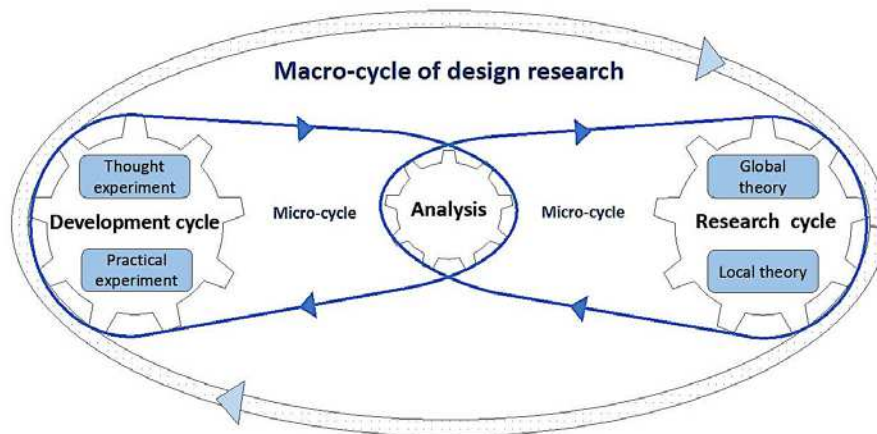 Macro-cycle of design research
Thought
experiment
Development cycle
Practical
experiment
Micro-cycle
Analysis
Micro-cycle
Global
theory
Research cycle
Local theory